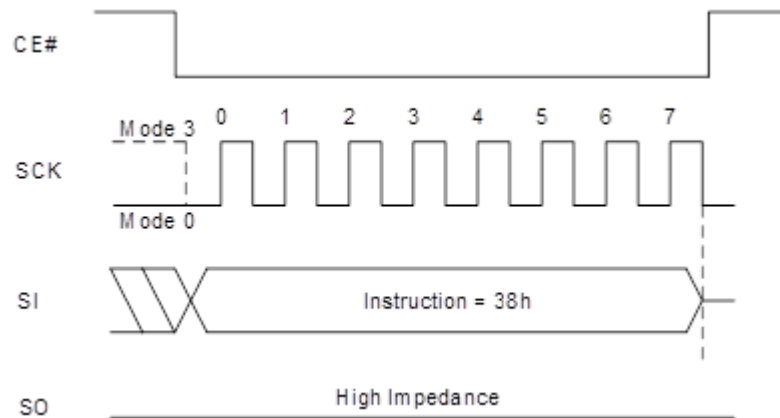 CE#
0 1 2 3 4 5 6 7
Mode 3
SCK
Mode 0
SI
Instruction = 38h
High Impedance
SO